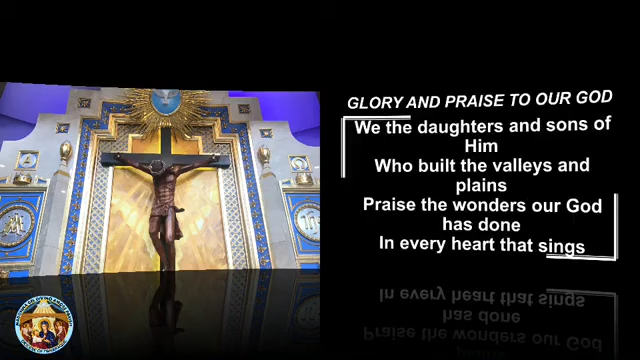 GLORY AND PRAISE TO OUR GOD
We the daughters and sons of
Him
Who built the valleys and
plains
Praise the wonders our God
has done
In every heart that sings